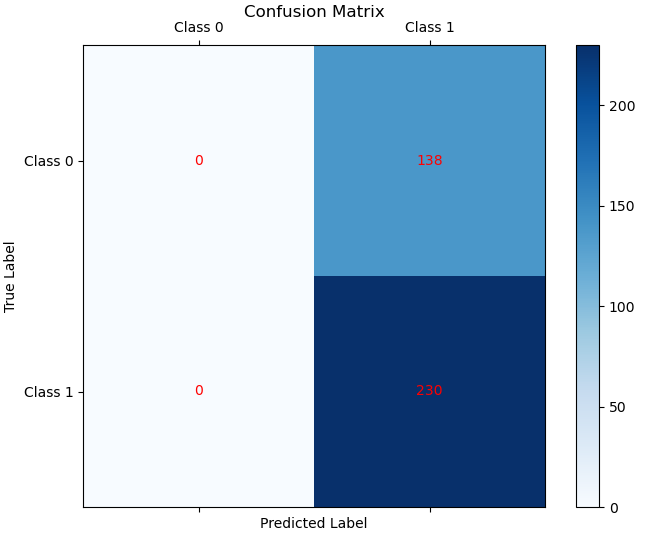 Confusion Matrix
Class 0 Class 1
200
Class 0 0 138
150
True Label
100
Class 1 0 230
50
0
Predicted Label